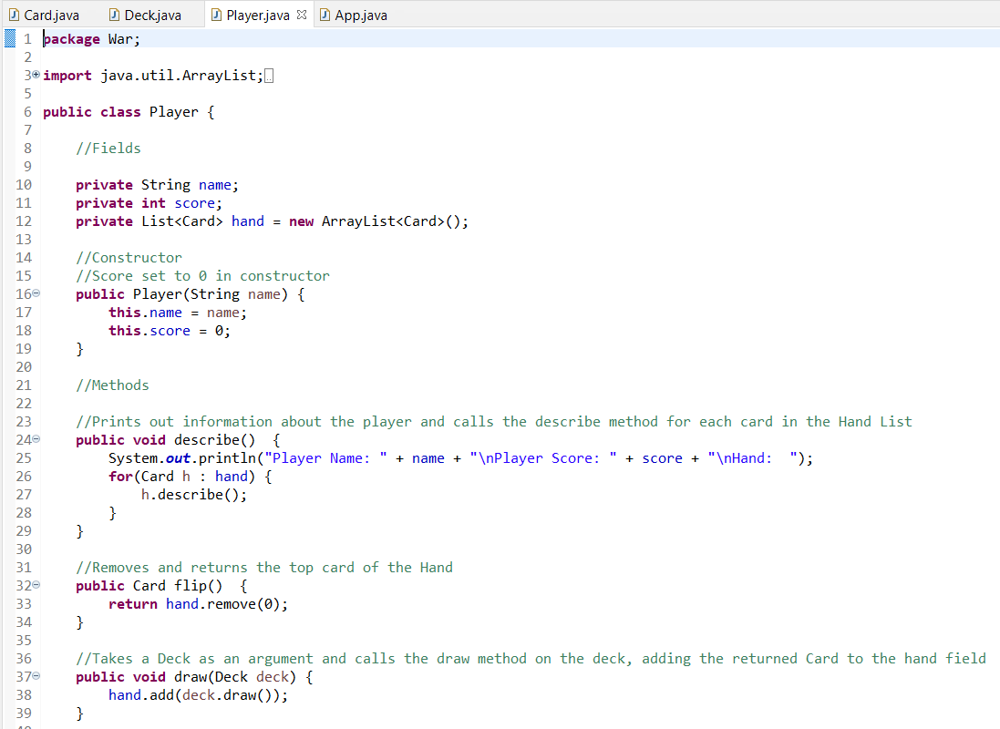 Card.java Deck.java Player.java App.java
1 package War;
2
3 import java.util.ArrayList;
5
6 public class Player {
7
8 //Fields
9
10 private String name;
11 private int score;
12 private List<Card> hand = new ArrayList<Card>();
13
14 //Constructor
15 //Score set to 0 in constructor
16 public Player(String name) {
17 this.name = name;
18 this.score = 0;
19 }
20
21 //Methods
22
23 //Prints out information about the player and calls the describe method for each card in the Hand List
24 public void describe()  {
25 System.out.println("Player Name: " + name + "\nPlayer Score: " + score + "\nHand:  ");
26 for(Card h : hand) {
27 h.describe();
28 }
29 }
30
31 //Removes and returns the top card of the Hand
32 public Card flip()  {
33 return hand.remove(0);
34 }
35
36 //Takes a Deck as an argument and calls the draw method on the deck, adding the returned Card to the hand field
37 public void draw(Deck deck) {
38 hand.add(deck.draw());
39 }